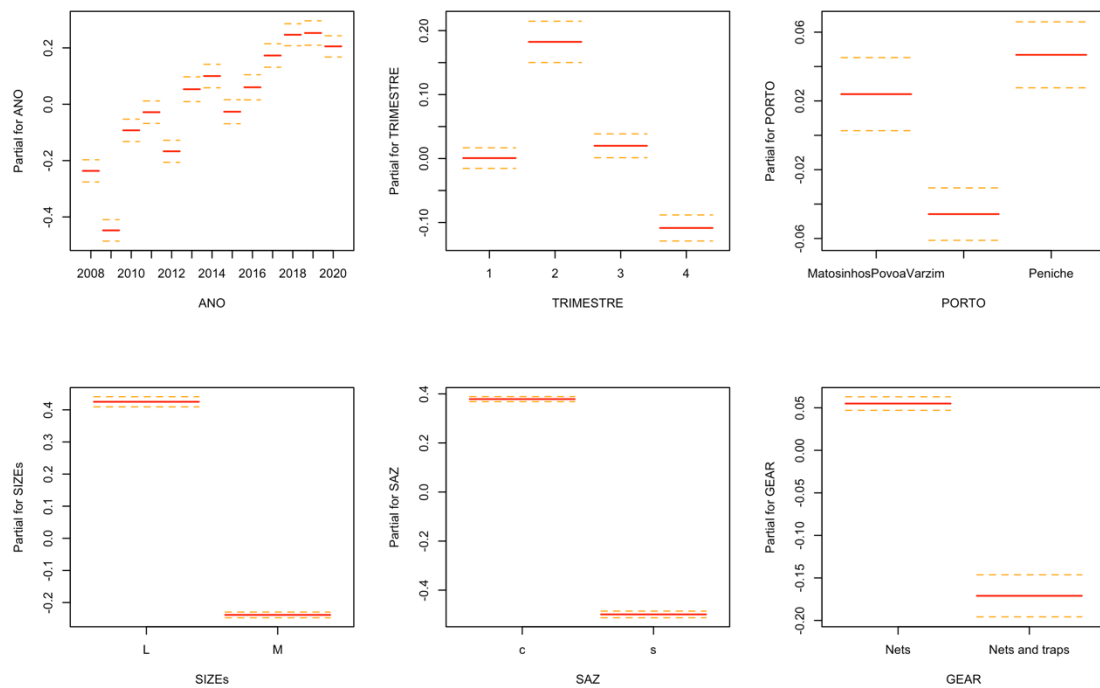 Partial for ANO
0.2
0.0
-0.2
-0.4
2008 2010 2012 2014 2016 2018 2020
ANO
Partial for TRIMESTRE
0.20
0.10
0.00
-0.10
1 2 3 4
TRIMESTRE
Partial for PORTO
0.06
0.02
-0.02
-0.06
MatosinhosPovoaVarzim Peniche
PORTO
Partial for SIZEs
0.4
0.3
0.2
0.1
0.0
-0.1
-0.2
L M
SIZEs
Partial for SAZ
0.4
0.2
0.0
-0.2
-0.4
c s
SAZ
Partial for GEAR
0.05
0.00
-0.05
-0.10
-0.15
-0.20
Nets Nets and traps
GEAR